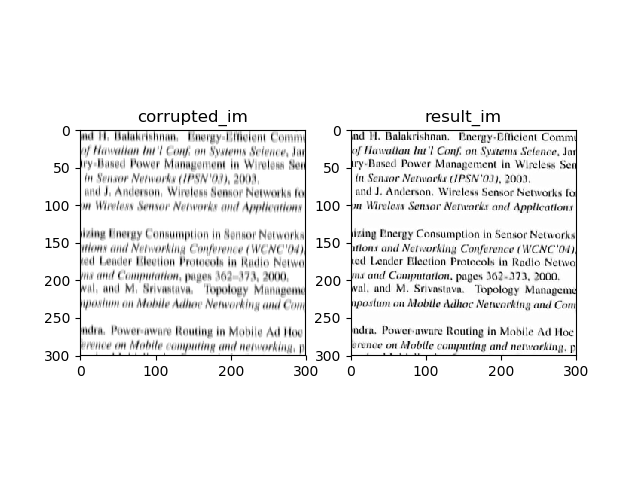 corrupted_im
result_im
0
50
100
150
200
250
300
0
100
200
300
nd H. Balakrishnan. Energy-Efficient Commu
of Hawaiian Int'l Conf. on Systems Science, Jan
ry-Based Power Management in Wireless Sen
in Sensor Networks (IPSN'03), 2003.
and J. Anderson. Wireless Sensor Networks fo
on Wireless Sensor Networks and Applications
izing Energy Consumption in Sensor Networks
ations and Networking Conference (WCNC'04),
ted Leader Election Protocols in Radio Netwo
ms and Computation, pages 362–373, 2000.
wal, and M. Srivastava. Topology Manageme
mposium on Mobile Adhoc Networking and Com
ndra. Power-aware Routing in Mobile Ad Hoc
erence on Mobile computing and networking, p
0
50
100
150
200
250
300
0
100
200
300
nd H. Balakrishnan. Energy-Efficient Commu
of Hawaiian Int'l Conf. on Systems Science, Jan
ry-Based Power Management in Wireless Sen
in Sensor Networks (IPSN'03), 2003.
and J. Anderson. Wireless Sensor Networks fo
on Wireless Sensor Networks and Applications
izing Energy Consumption in Sensor Networks
ations and Networking Conference (WCNC'04),
ted Leader Election Protocols in Radio Netwo
ms and Computation, pages 362–373, 2000.
wal, and M. Srivastava. Topology Manageme
mposium on Mobile Adhoc Networking and Com
ndra. Power-aware Routing in Mobile Ad Hoc
erence on Mobile computing and networking, p